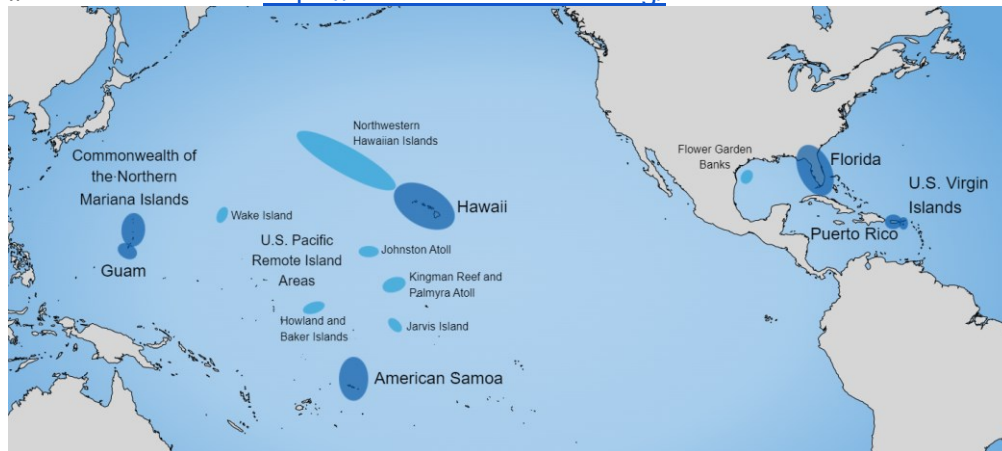 Northwestern
Hawaiian Islands
Commonwealth of
the Northern
Mariana Islands
Guam
Wake Island
Hawaii
U.S. Pacific
Remote Island
Areas
Johnston Atoll
Kingman Reef and
Palmyra Atoll
Howland and
Baker Islands
Jarvis Island
American Samoa
Flower Garden
Banks
Florida
U.S. Virgin
Islands
Puerto Rico